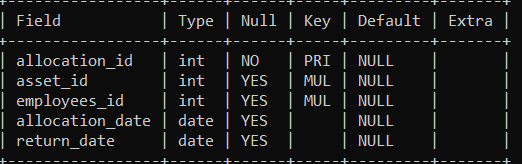 | Field | Type | Null | Key | Default | Extra |
| allocation_id | int | NO | PRI | NULL | |
| asset_id | int | YES | MUL | NULL | |
| employees_id | int | YES | MUL | NULL | |
| allocation_date | date | YES | | NULL | |
| return_date | date | YES | | NULL | |